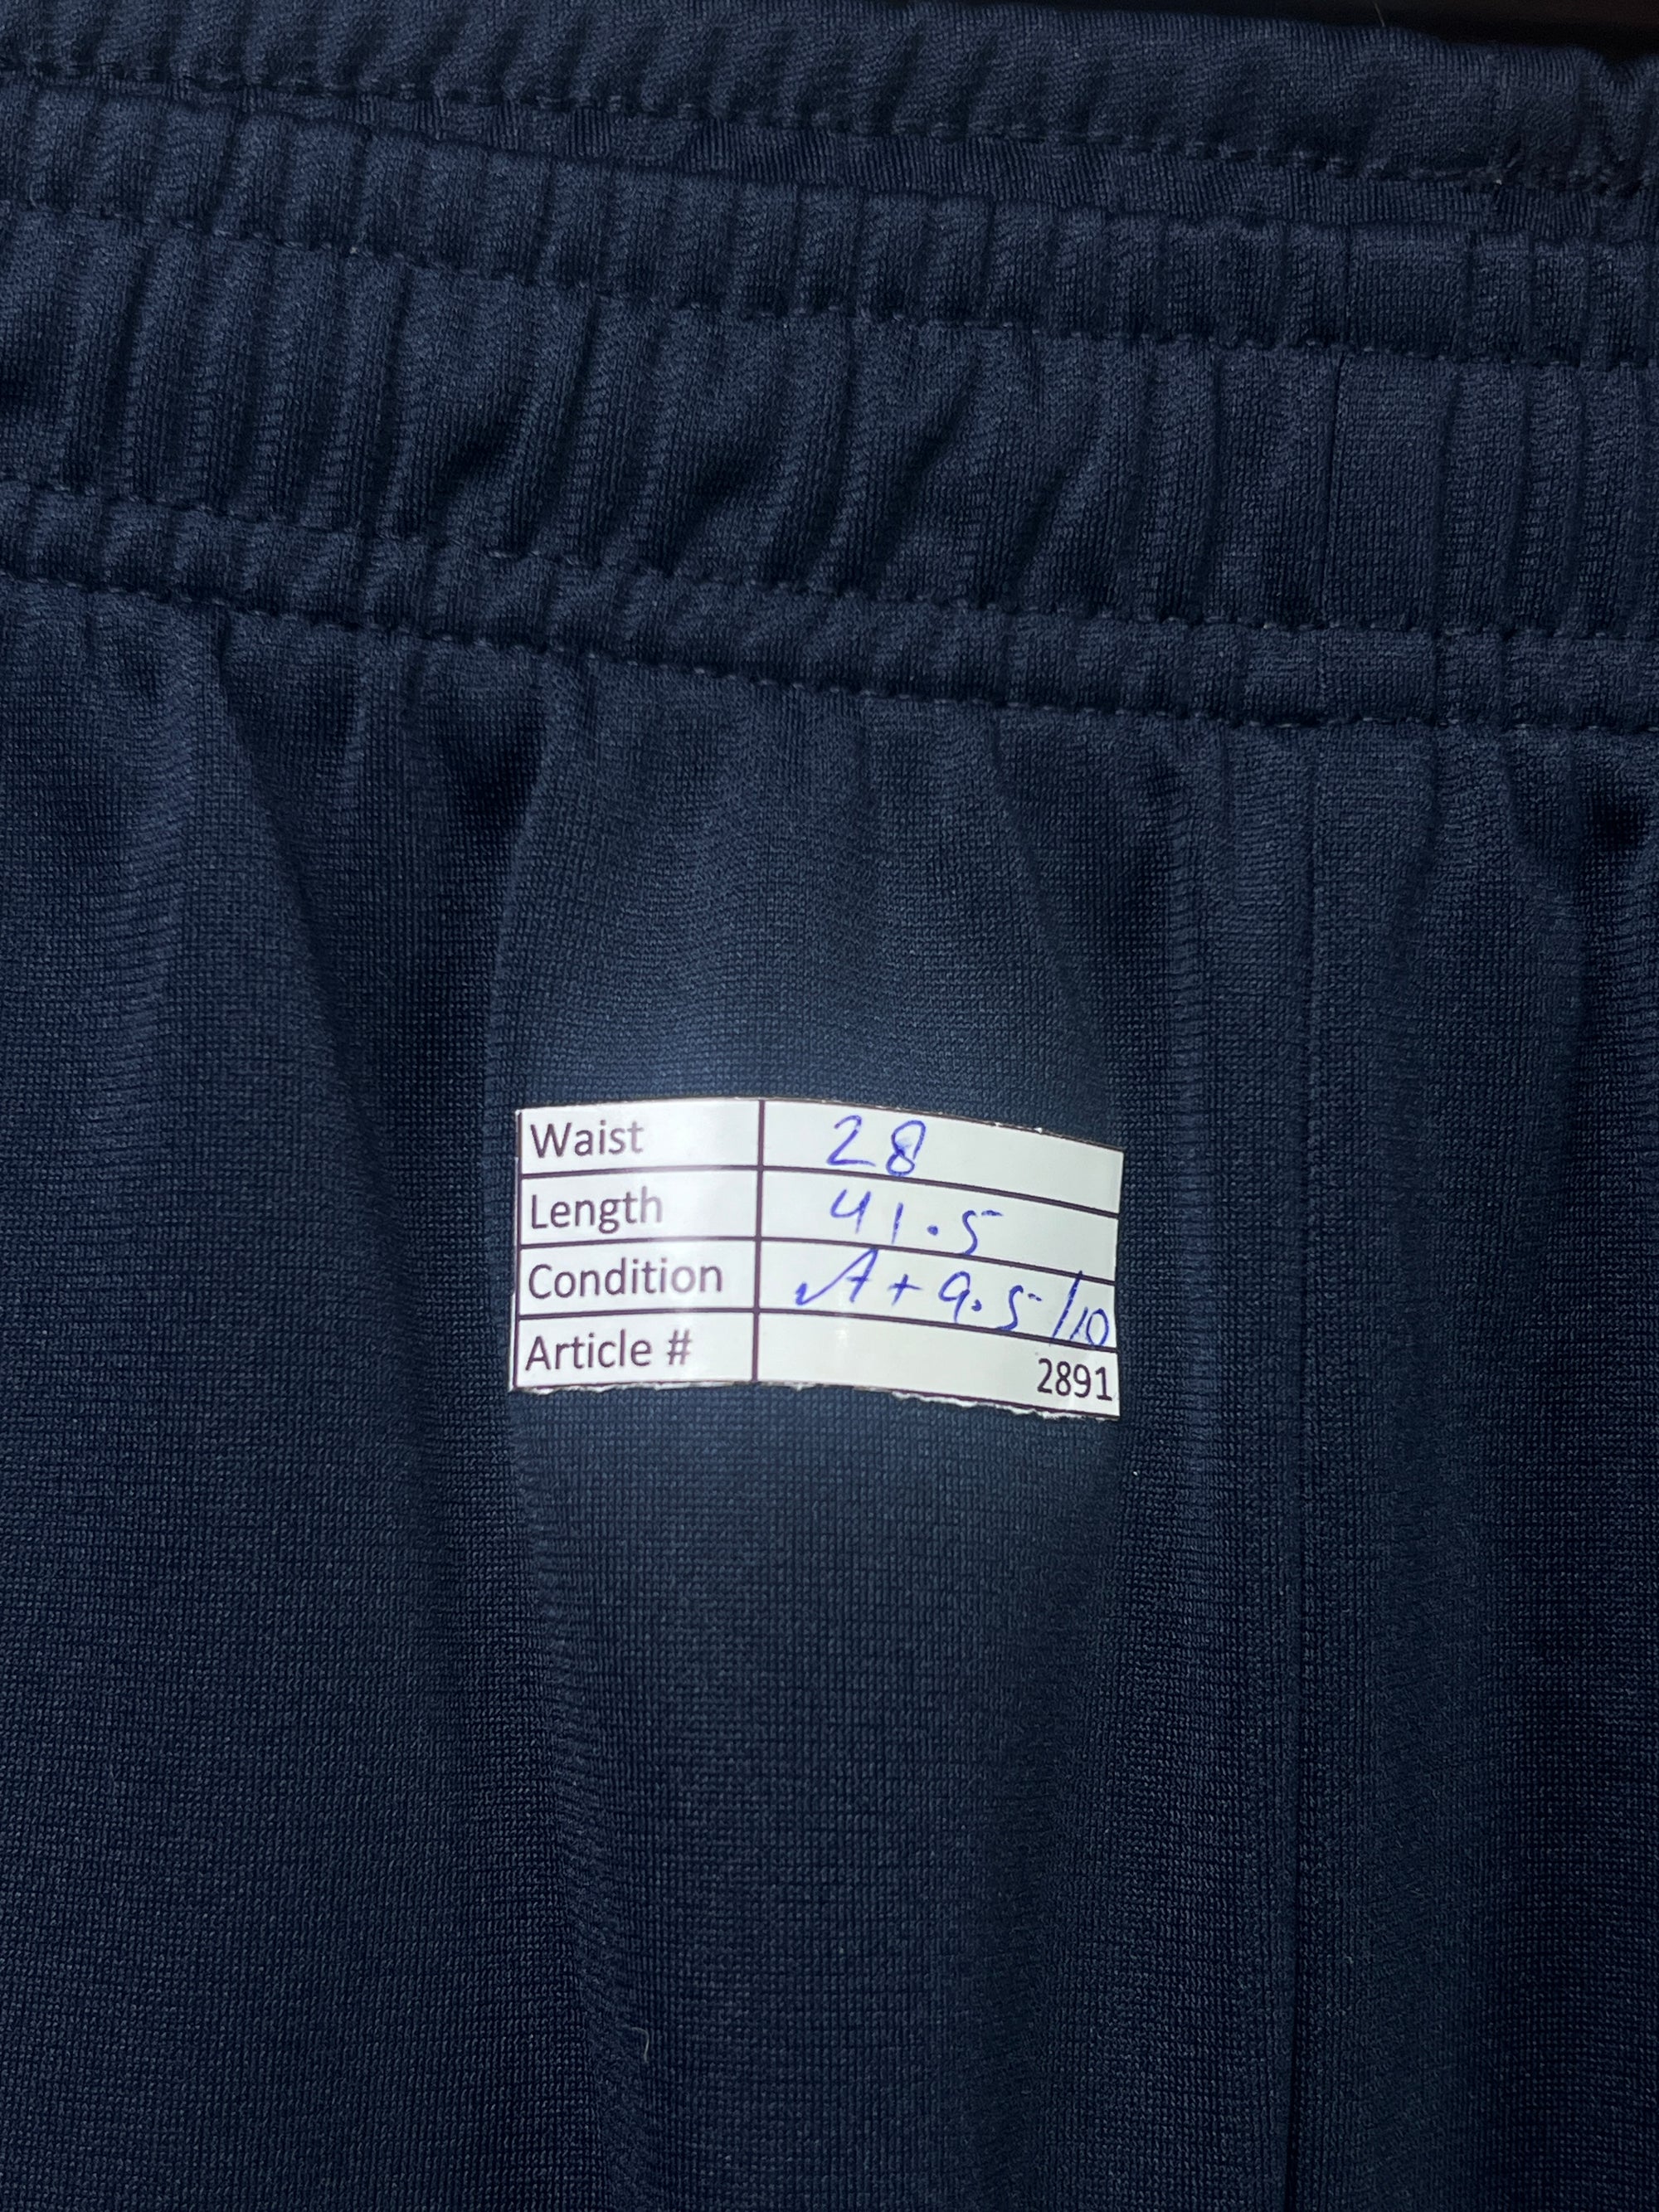 Waist 28
Length 41.5
Condition A+ 9.5/10
Article # 2891